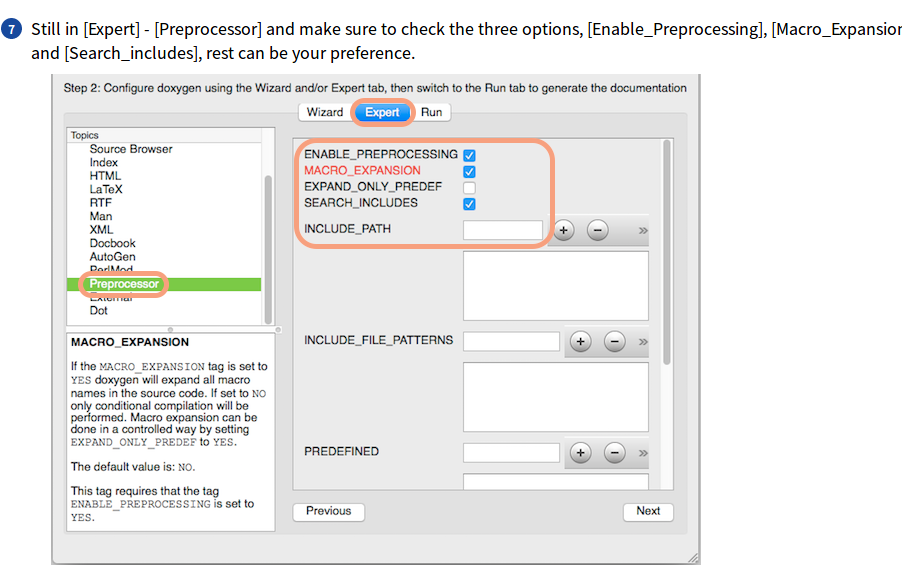 7 Still in [Expert] - [Preprocessor] and make sure to check the three options, [Enable_Preprocessing], [Macro_Expansion
and [Search_includes], rest can be your preference.
Step 2: Configure doxygen using the Wizard and/or Expert tab, then switch to the Run tab to generate the documentation
Wizard Expert Run
Topics
Source Browser
Index
HTML
LaTeX
RTF
Man
XML
Docbook
AutoGen
PerlMod
Preprocessor
External
Dot
MACRO_EXPANSION
If the MACRO_EXPANSION tag is set to
YES doxygen will expand all macro
names in the source code. If set to NO
only conditional compilation will be
performed. Macro expansion can be
done in a controlled way by setting
EXPAND_ONLY_PREDEF to YES.
The default value is: NO.
This tag requires that the tag
ENABLE_PREPROCESSING is set to
YES.
ENABLE_PREPROCESSING
MACRO_EXPANSION
EXPAND_ONLY_PREDEF
SEARCH_INCLUDES
INCLUDE_PATH
INCLUDE_FILE_PATTERNS
PREDEFINED
Previous Next